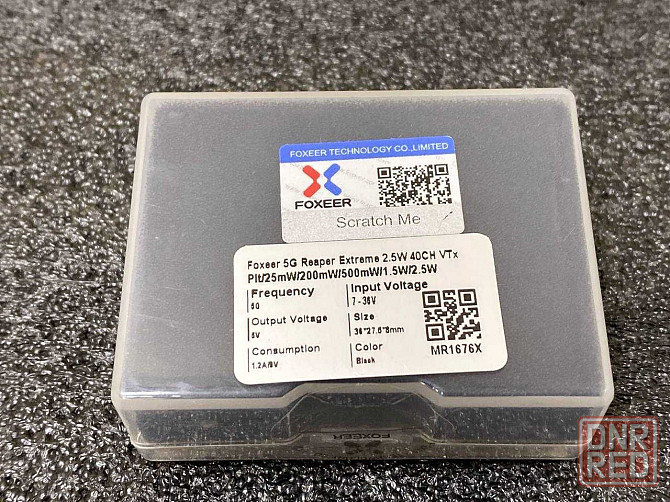 FOXEER TECHNOLOGY CO.,LIMITED
FOXEER
Scratch Me
Foxeer 5G Reaper Extreme 2.5W 40CH VTx
Pit/25mW/200mW/500mW/1.5W/2.5W
Frequency
5G
Input Voltage
7 - 36V
Output Voltage
5V
Size
36*27.5*8mm
Consumption
1.2A/8V
Color
Black
MR1676X
FOXEER
DNR
RED